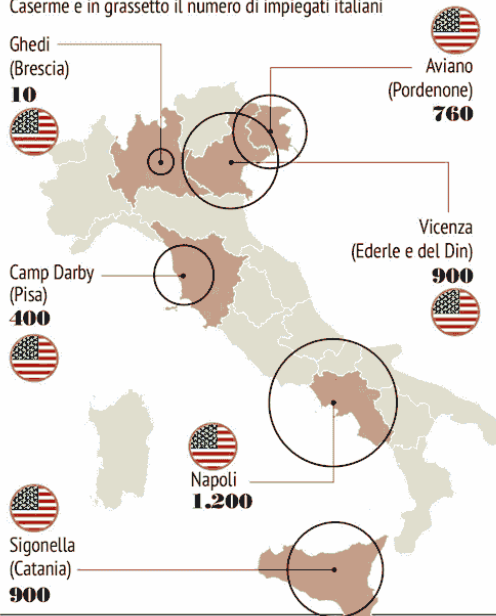 Caserme e in grassetto il numero di impiegati italiani
Ghedi
(Brescia)
10
Aviano
(Pordenone)
760
Vicenza
(Ederle e del Din)
900
Camp Darby
(Pisa)
400
Napoli
1.200
Sigonella
(Catania)
900